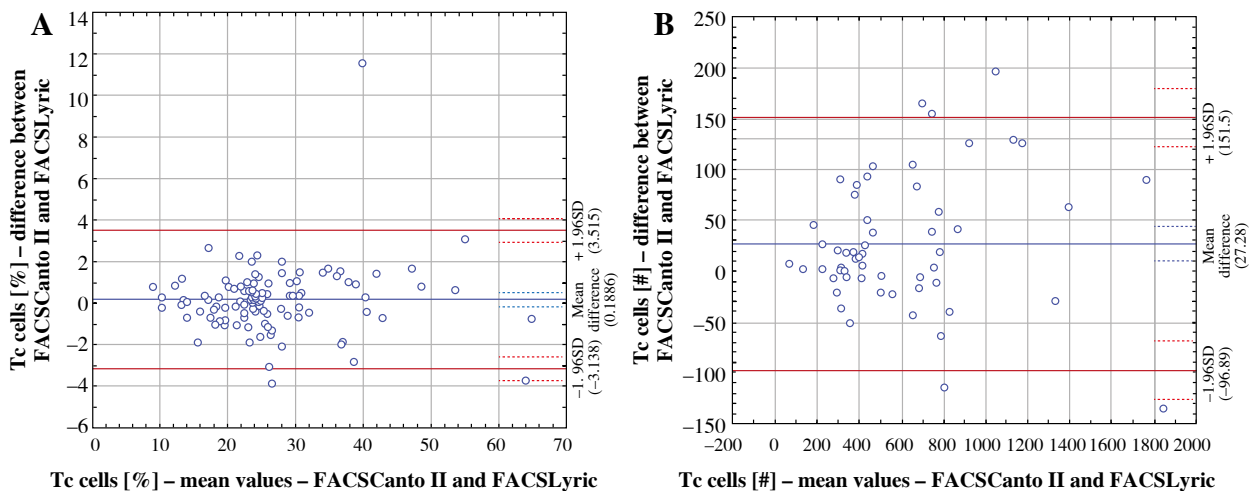 A
Tc cells [%] – difference between
FACSCanto II and FACSLyric
14
12
10
8
6
4
2
0
−2
−4
−6
0
10
20
30
40
50
60
70
+ 1.96SD
(3.515)
Mean
difference
(0.1886)
−1. 96SD
(−3.138)
Tc cells [%] – mean values – FACSCanto II and FACSLyric
B
Tc cells [#] – difference between
FACSCanto II and FACSLyric
250
200
150
100
50
0
−50
−100
−150
−200
0
200
400
600
800
1000
1200
1400
1600
1800
2000
+ 1.96SD
(151.5)
Mean
difference
(27.28)
−1.96SD
(−96.89)
Tc cells [#] – mean values – FACSCanto II and FACSLyric